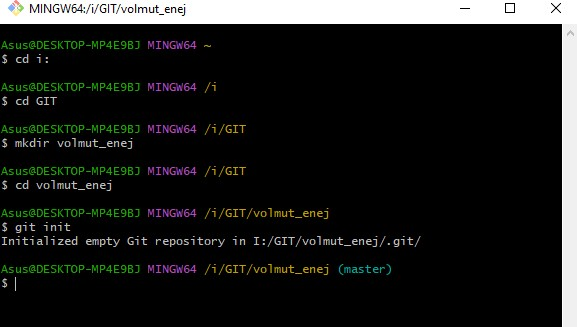 MINGW64:/i/GIT/volmut_enej
Asus@DESKTOP-MP4E9BJ MINGW64 ~
$ cd i:
Asus@DESKTOP-MP4E9BJ MINGW64 /i
$ cd GIT
Asus@DESKTOP-MP4E9BJ MINGW64 /i/GIT
$ mkdir volmut_enej
Asus@DESKTOP-MP4E9BJ MINGW64 /i/GIT
$ cd volmut_enej
Asus@DESKTOP-MP4E9BJ MINGW64 /i/GIT/volmut_enej
$ git init
Initialized empty Git repository in I:/GIT/volmut_enej/.git/
Asus@DESKTOP-MP4E9BJ MINGW64 /i/GIT/volmut_enej (master)
$